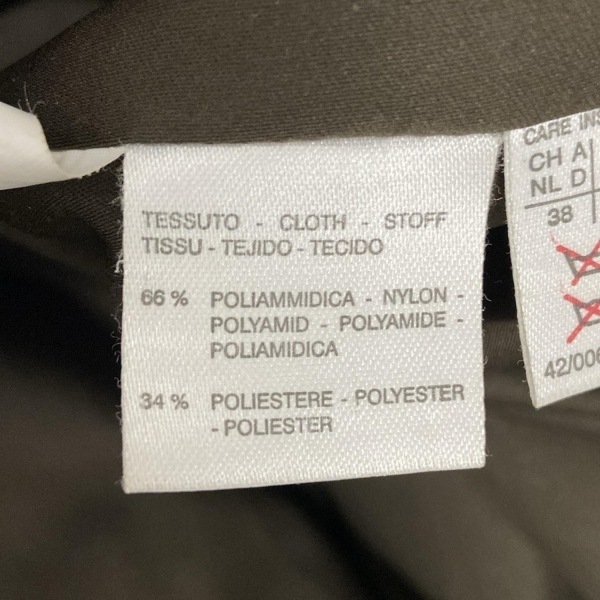 TESSUTO - CLOTH - STOFF
TISSU - TEJIDO - TECIDO
66 % POLIAMMIDICA - NYLON -
POLYAMID - POLYAMIDE -
POLIAMIDICA
34 % POLIESTERE - POLYESTER
- POLIESTER
CARE
CH A
NL D
38
42/006